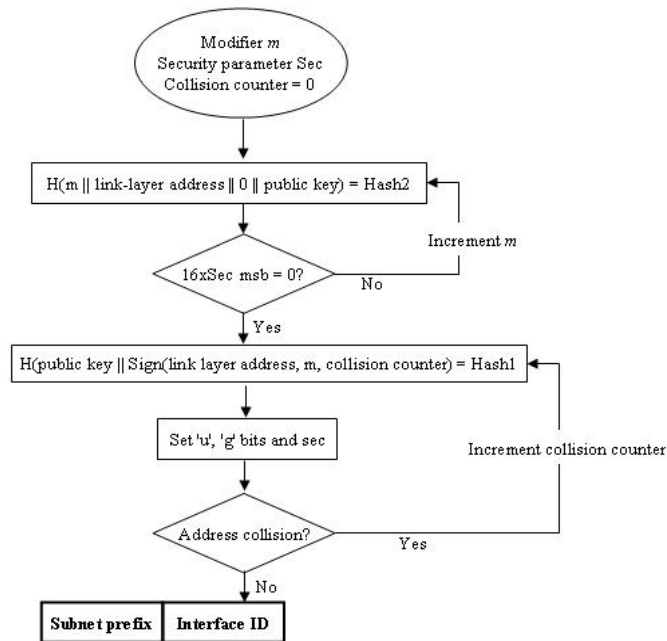 Modifier m
Security parameter Sec
Collision counter = 0
H(m || link-layer address || 0 || public key) = Hash2
Increment m
16xSec msb = 0?
No
Yes
H(public key || Sign(link layer address, m, collision counter) = Hash1
Set 'u', 'g' bits and sec
Increment collision counter
Address collision?
Yes
No
Subnet prefix
Interface ID